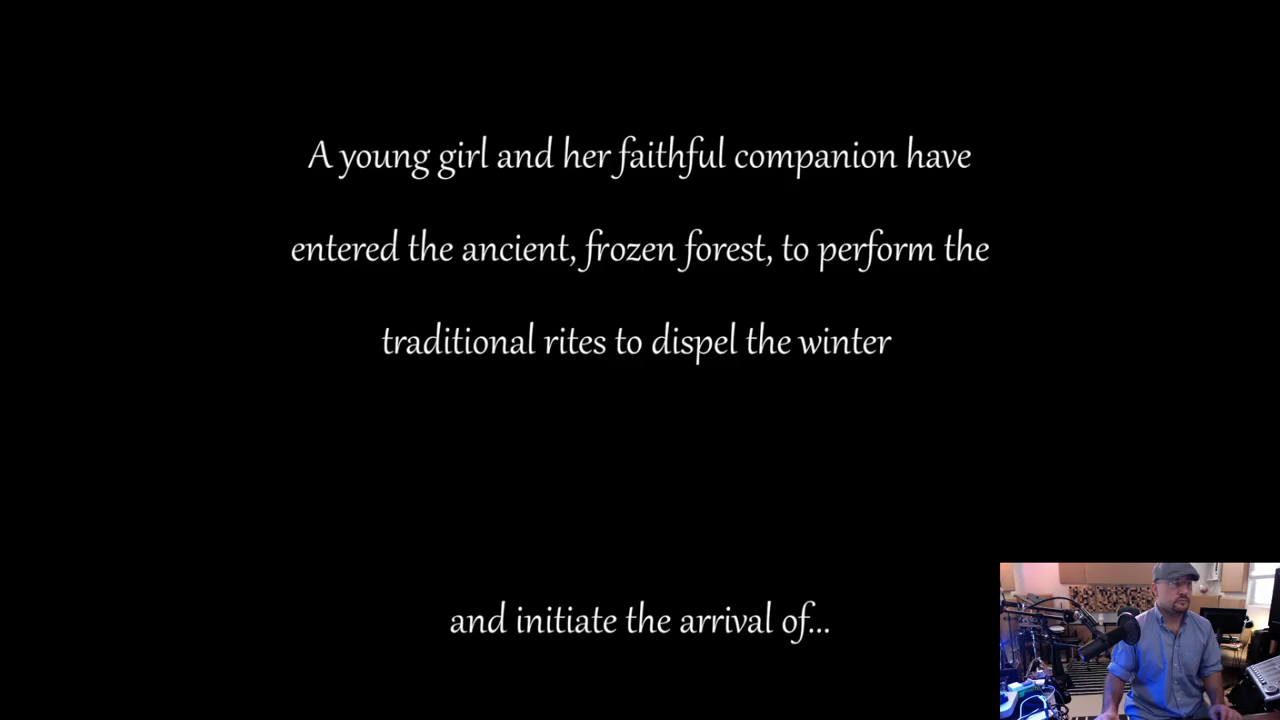 A young girl and her faithful companion have
entered the ancient, frozen forest, to perform the
traditional rites to dispel the winter
and initiate the arrival of...